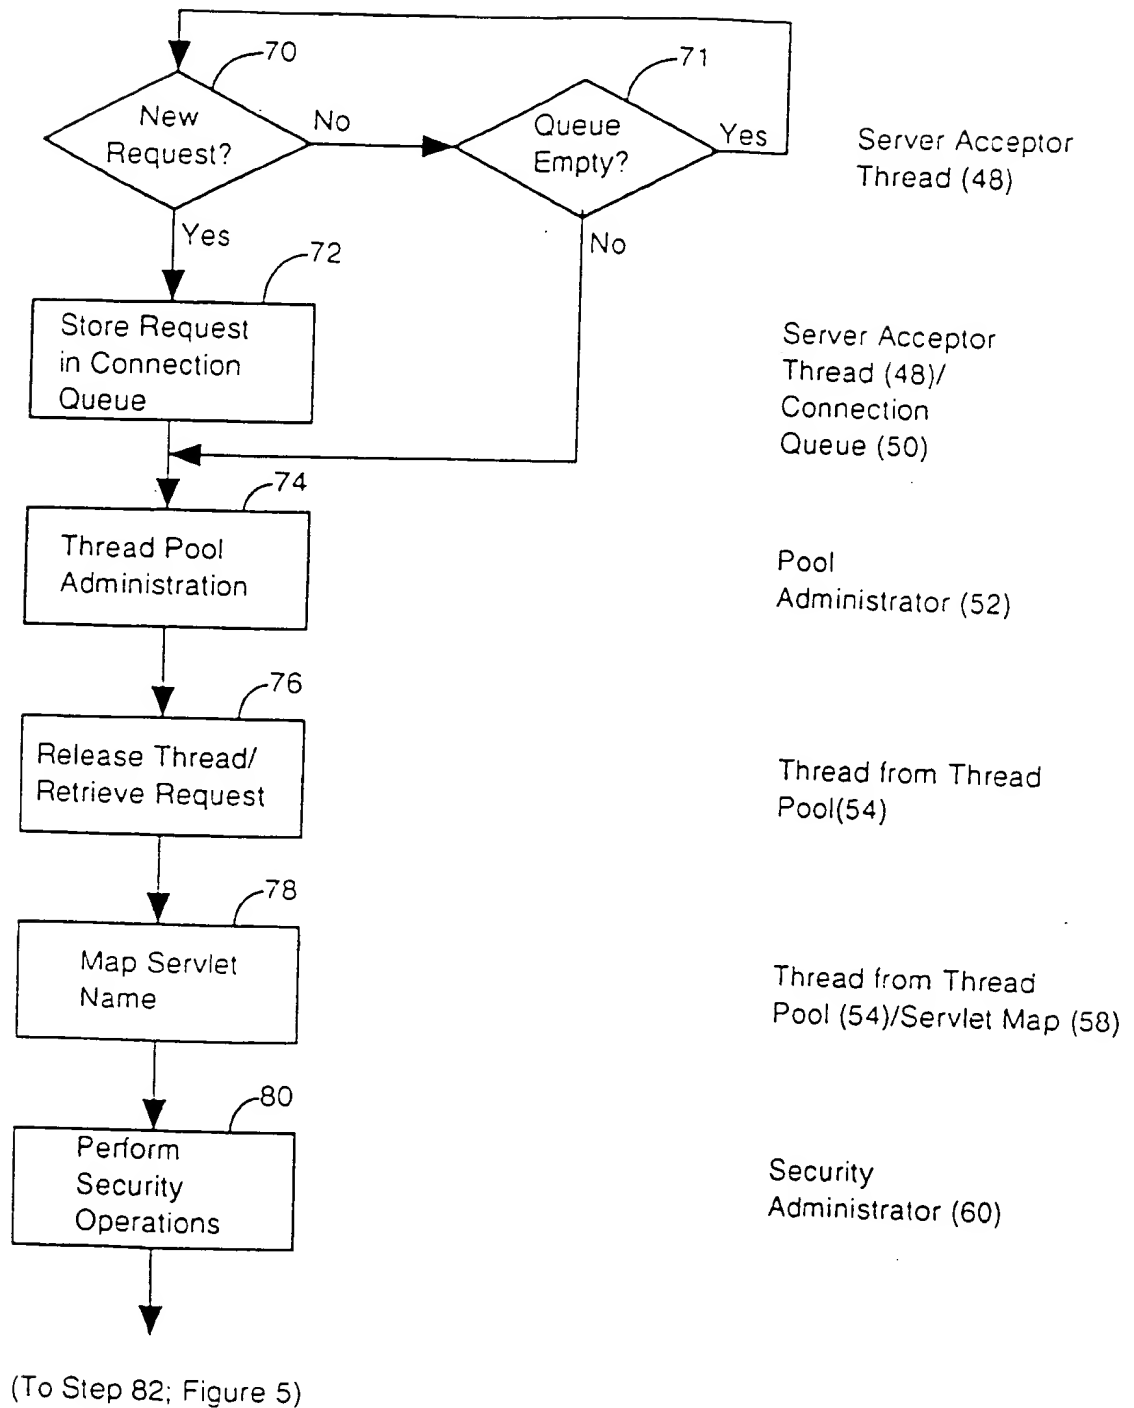 70
New
Request?
No
71
Queue
Empty?
Yes
Server Acceptor
Thread (48)
Yes
No
72
Store Request
in Connection
Queue
Server Acceptor
Thread (48)/
Connection
Queue (50)
74
Thread Pool
Administration
Pool
Administrator (52)
76
Release Thread/
Retrieve Request
Thread from Thread
Pool(54)
78
Map Servlet
Name
Thread from Thread
Pool (54)/Servlet Map (58)
80
Perform
Security
Operations
Security
Administrator (60)
(To Step 82; Figure 5)